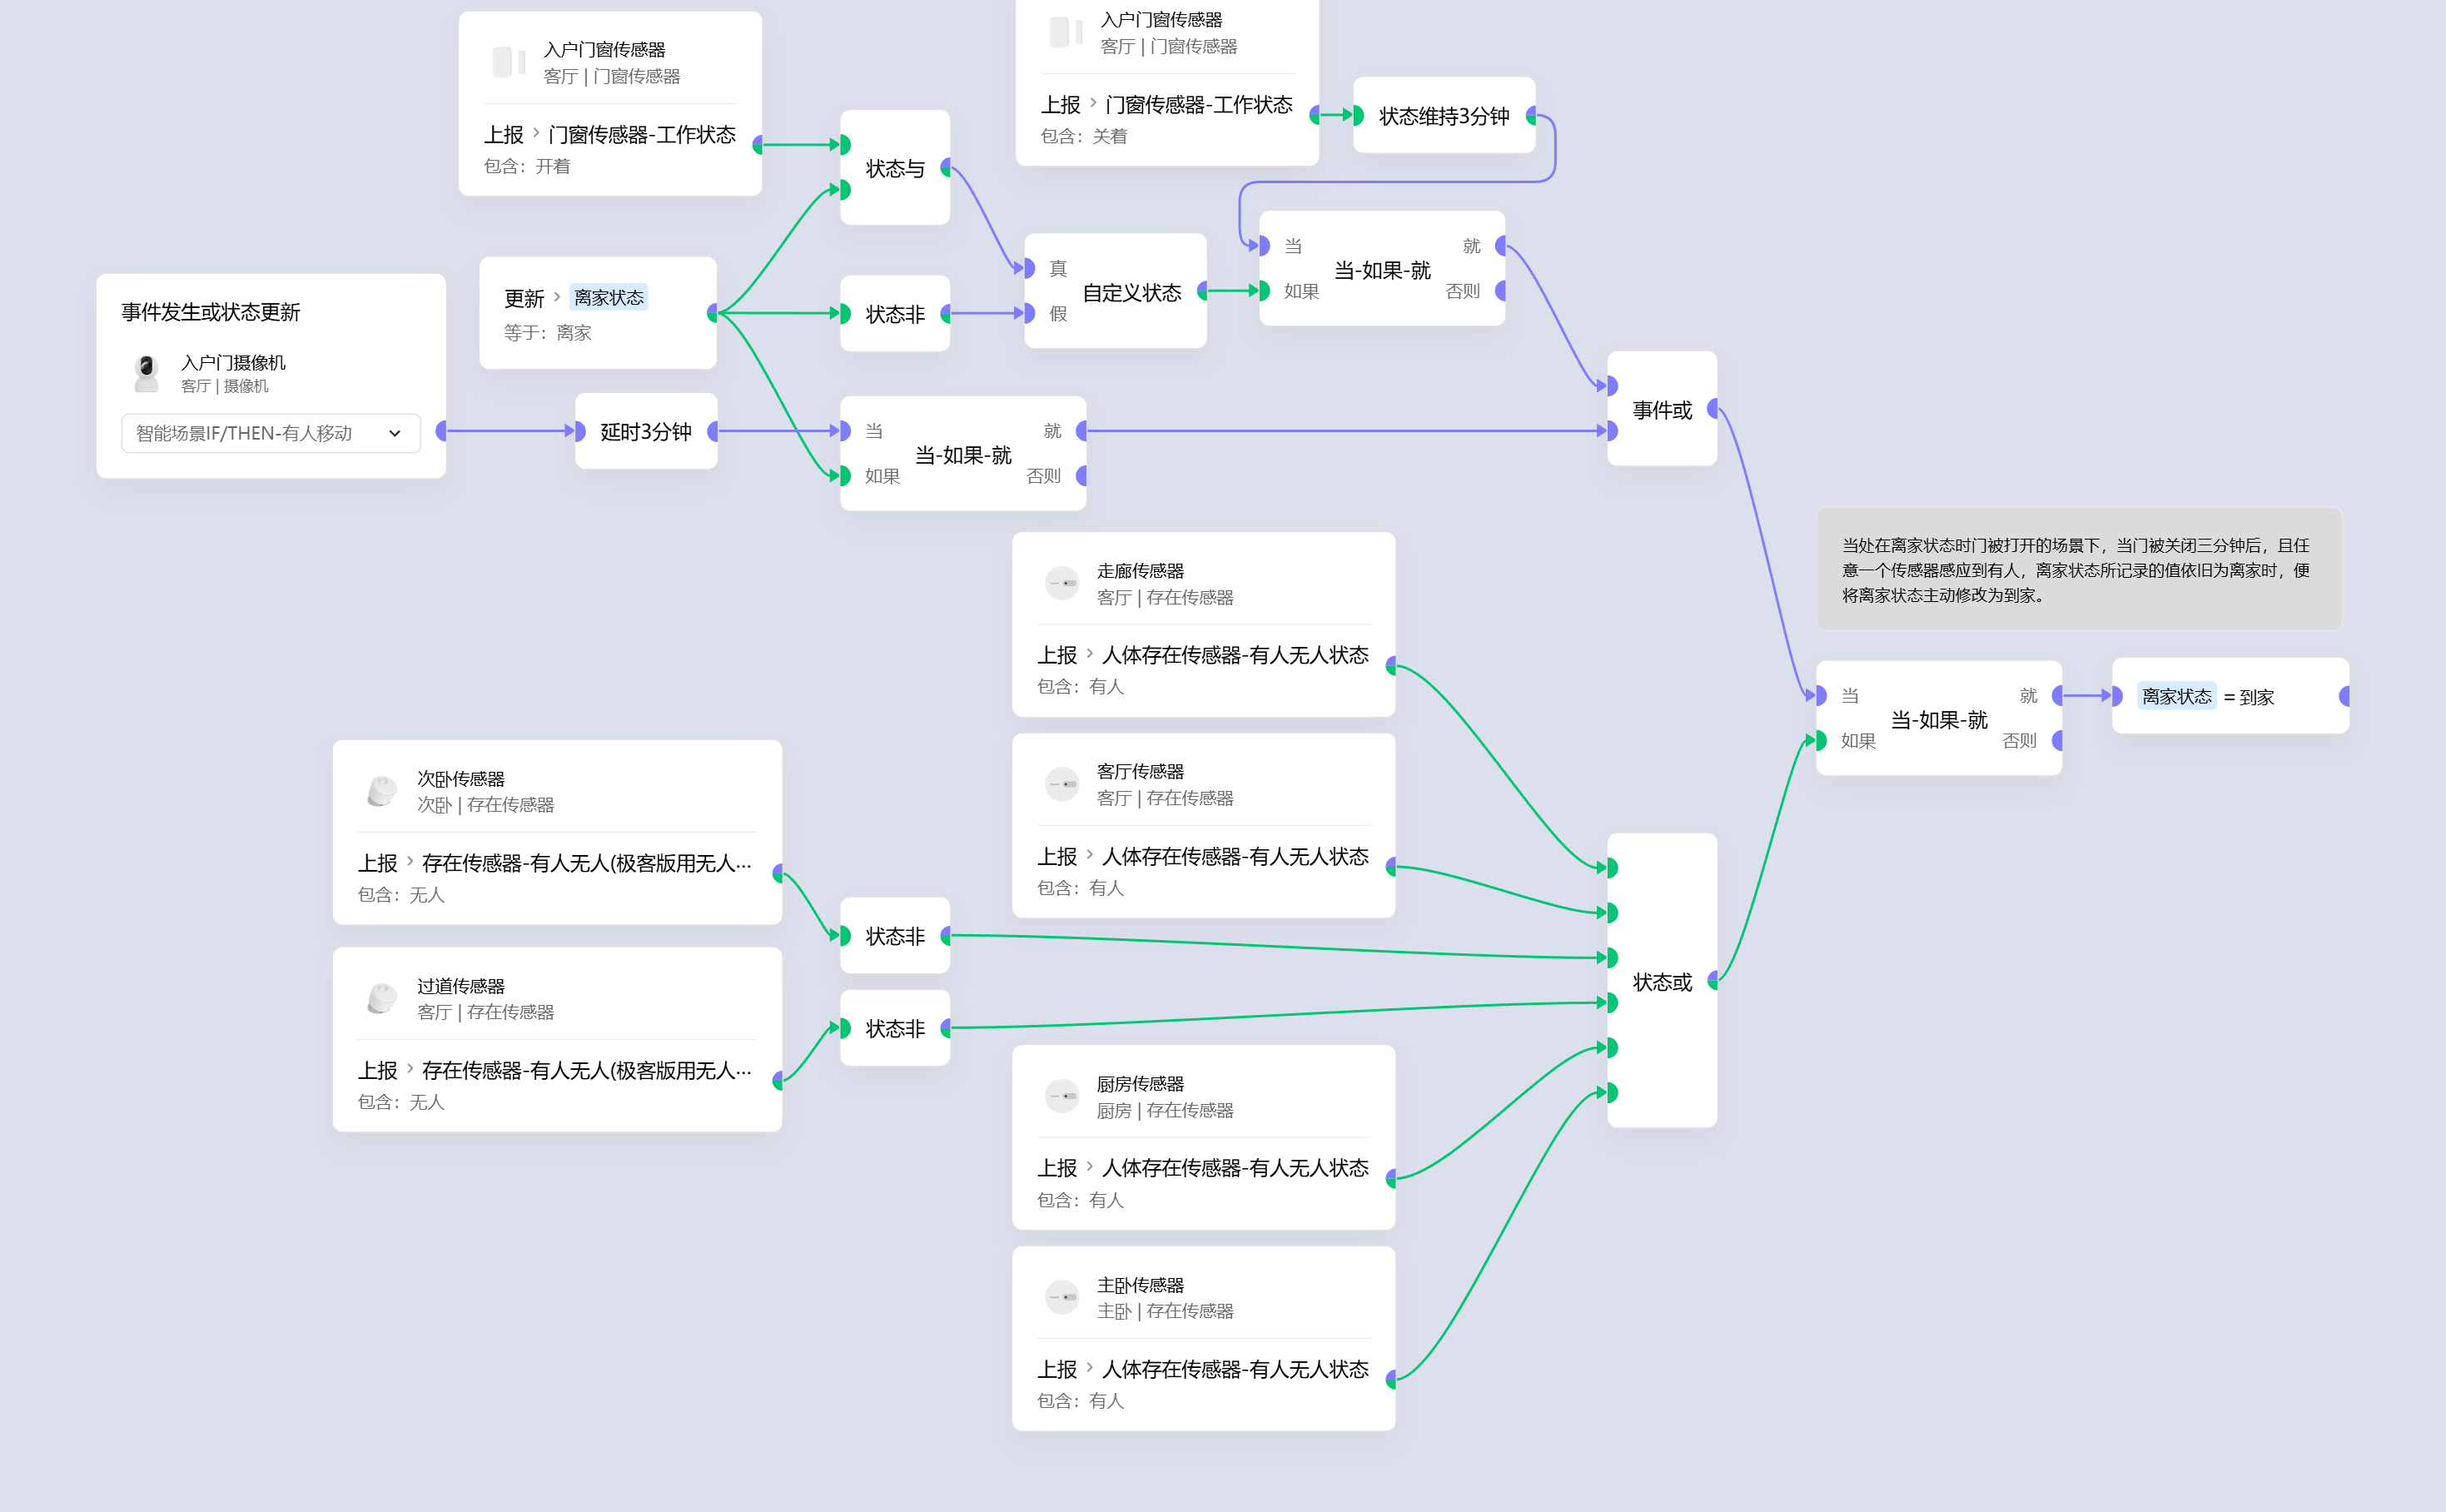 入户门窗传感器
客厅 | 门窗传感器
上报 > 门窗传感器-工作状态
包含：开着
入户门窗传感器
客厅 | 门窗传感器
上报 > 门窗传感器-工作状态
包含：关着
状态维持3分钟
状态与
更新 > 离家状态
等于：离家
状态非
真
假
自定义状态
当
如果
当-如果-就
就
否则
事件发生或状态更新
入户门摄像机
客厅 | 摄像机
智能场景IF/THEN-有人移动
延时3分钟
当
如果
当-如果-就
就
否则
事件或
当处在离家状态时门被打开的场景下，当门被关闭三分钟后，且任
意一个传感器感应到有人，离家状态所记录的值依旧为离家时，便
将离家状态主动修改为到家。
走廊传感器
客厅 | 存在传感器
上报 > 人体存在传感器-有人无人状态
包含：有人
当
如果
当-如果-就
就
否则
离家状态 = 到家
客厅传感器
客厅 | 存在传感器
上报 > 人体存在传感器-有人无人状态
包含：有人
次卧传感器
次卧 | 存在传感器
上报 > 存在传感器-有人无人(极客版用无人...
包含：无人
状态非
过道传感器
客厅 | 存在传感器
上报 > 存在传感器-有人无人(极客版用无人...
包含：无人
状态非
状态或
厨房传感器
厨房 | 存在传感器
上报 > 人体存在传感器-有人无人状态
包含：有人
主卧传感器
主卧 | 存在传感器
上报 > 人体存在传感器-有人无人状态
包含：有人